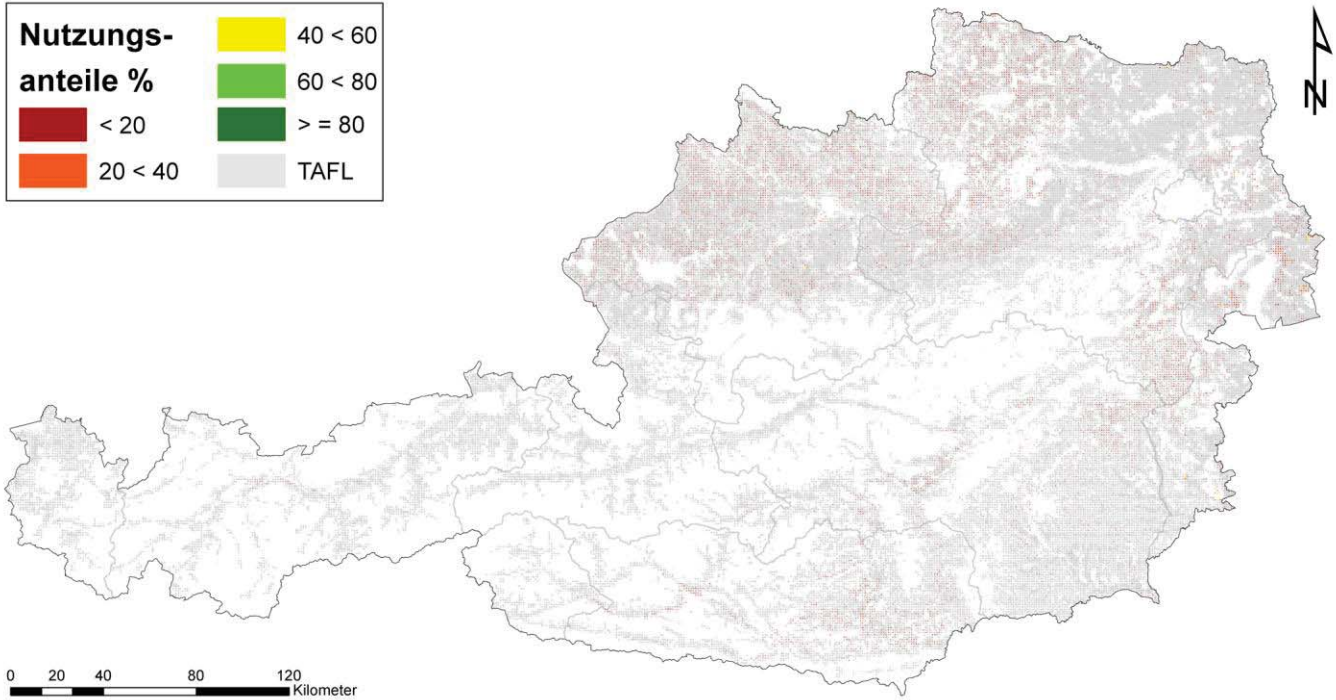 Nutzungs-
anteile %
< 20
20 < 40
40 < 60
60 < 80
> = 80
TAFL
N
0 20 40 80 120
Kilometer